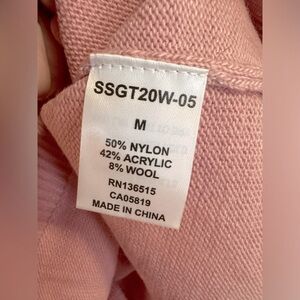 SSGT20W-05
M
50% NYLON
42% ACRYLIC
8% WOOL
RN136515
CA05819
MADE IN CHINA